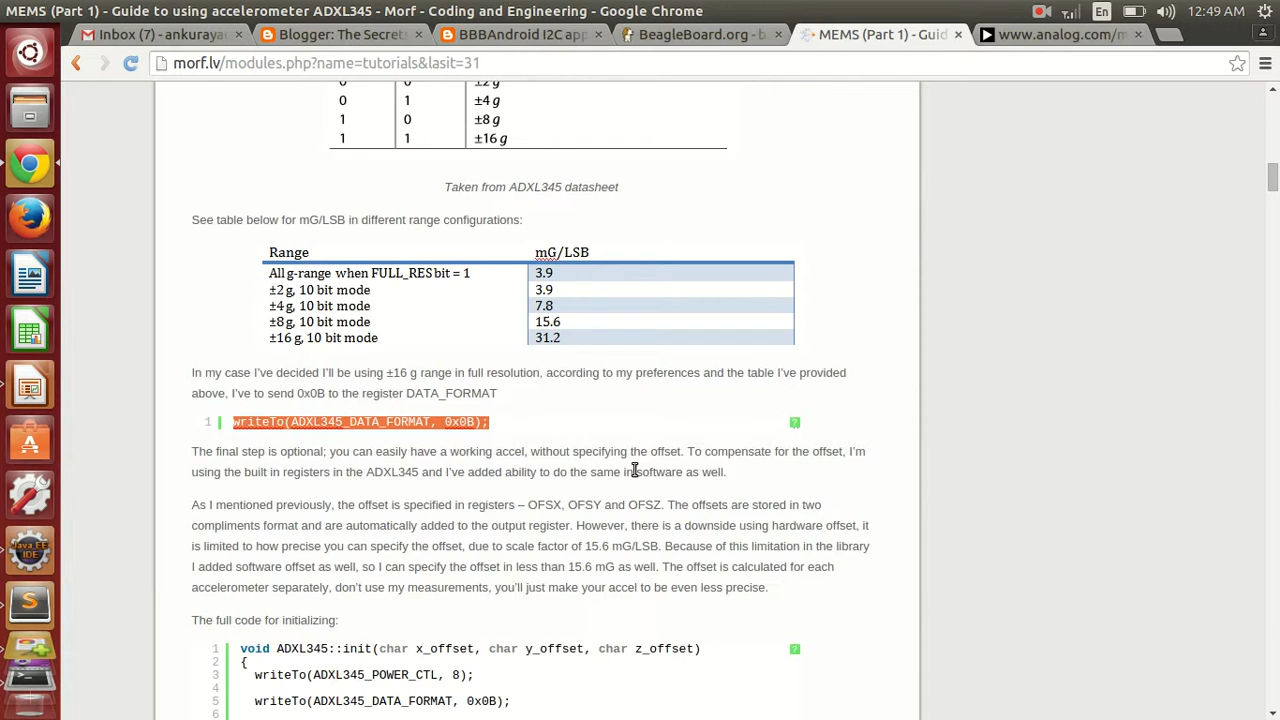 MEMS (Part 1) - Guide to using accelerometer ADXL345 - Morf - Coding and Engineering - Google Chrome
En
12:49 AM
Inbox (7) - ankuraya
Blogger: The Secrets
BBBAndroid I2C app
BeagleBoard.org - b
MEMS (Part 1) - Guid
www.analog.com/m
morf.lv/modules.php?name=tutorials&lasit=31
0 0 ±2 g
0 1 ±4 g
1 0 ±8 g
1 1 ±16 g
Taken from ADXL345 datasheet
See table below for mG/LSB in different range configurations:
Range mG/LSB
All g-range when FULL_RES bit = 1 3.9
±2 g, 10 bit mode 3.9
±4 g, 10 bit mode 7.8
±8 g, 10 bit mode 15.6
±16 g, 10 bit mode 31.2
In my case I've decided I'll be using ±16 g range in full resolution, according to my preferences and the table I've provided
above, I've to send 0x0B to the register DATA_FORMAT
1 writeTo(ADXL345_DATA_FORMAT, 0x0B); ?
The final step is optional; you can easily have a working accel, without specifying the offset. To compensate for the offset, I'm
using the built in registers in the ADXL345 and I've added ability to do the same in software as well.
As I mentioned previously, the offset is specified in registers – OFSX, OFSY and OFSZ. The offsets are stored in two
compliments format and are automatically added to the output register. However, there is a downside using hardware offset, it
is limited to how precise you can specify the offset, due to scale factor of 15.6 mG/LSB. Because of this limitation in the library
I added software offset as well, so I can specify the offset in less than 15.6 mG as well. The offset is calculated for each
accelerometer separately, don't use my measurements, you'll just make your accel to be even less precise.
The full code for initializing:
1 void ADXL345::init(char x_offset, char y_offset, char z_offset) ?
2 {
3 writeTo(ADXL345_POWER_CTL, 8);
4
5 writeTo(ADXL345_DATA_FORMAT, 0x0B);
6